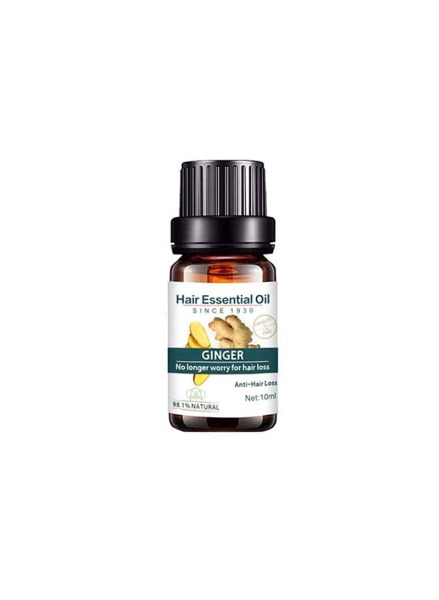 Hair Essential Oil
SINCE 1930
GINGER
No longer worry for hair loss
Anti-Hair Loss
Net:10ml
98.1% NATURAL